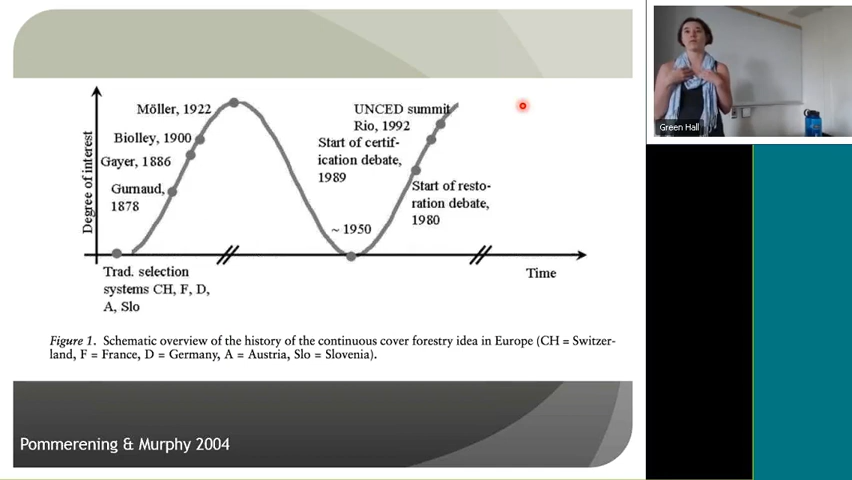 Möller, 1922
UNCED summit,
Rio, 1992
Biolley, 1900
Start of certif-
ication debate,
1989
Gayer, 1886
Gurnaud,
1878
Start of resto-
ration debate,
1980
~ 1950
Degree of interest
Trad. selection
systems CH, F, D,
A, Slo
Time
Figure 1. Schematic overview of the history of the continuous cover forestry idea in Europe (CH = Switzer-
land, F = France, D = Germany, A = Austria, Slo = Slovenia).
Pommerening & Murphy 2004
Green Hall